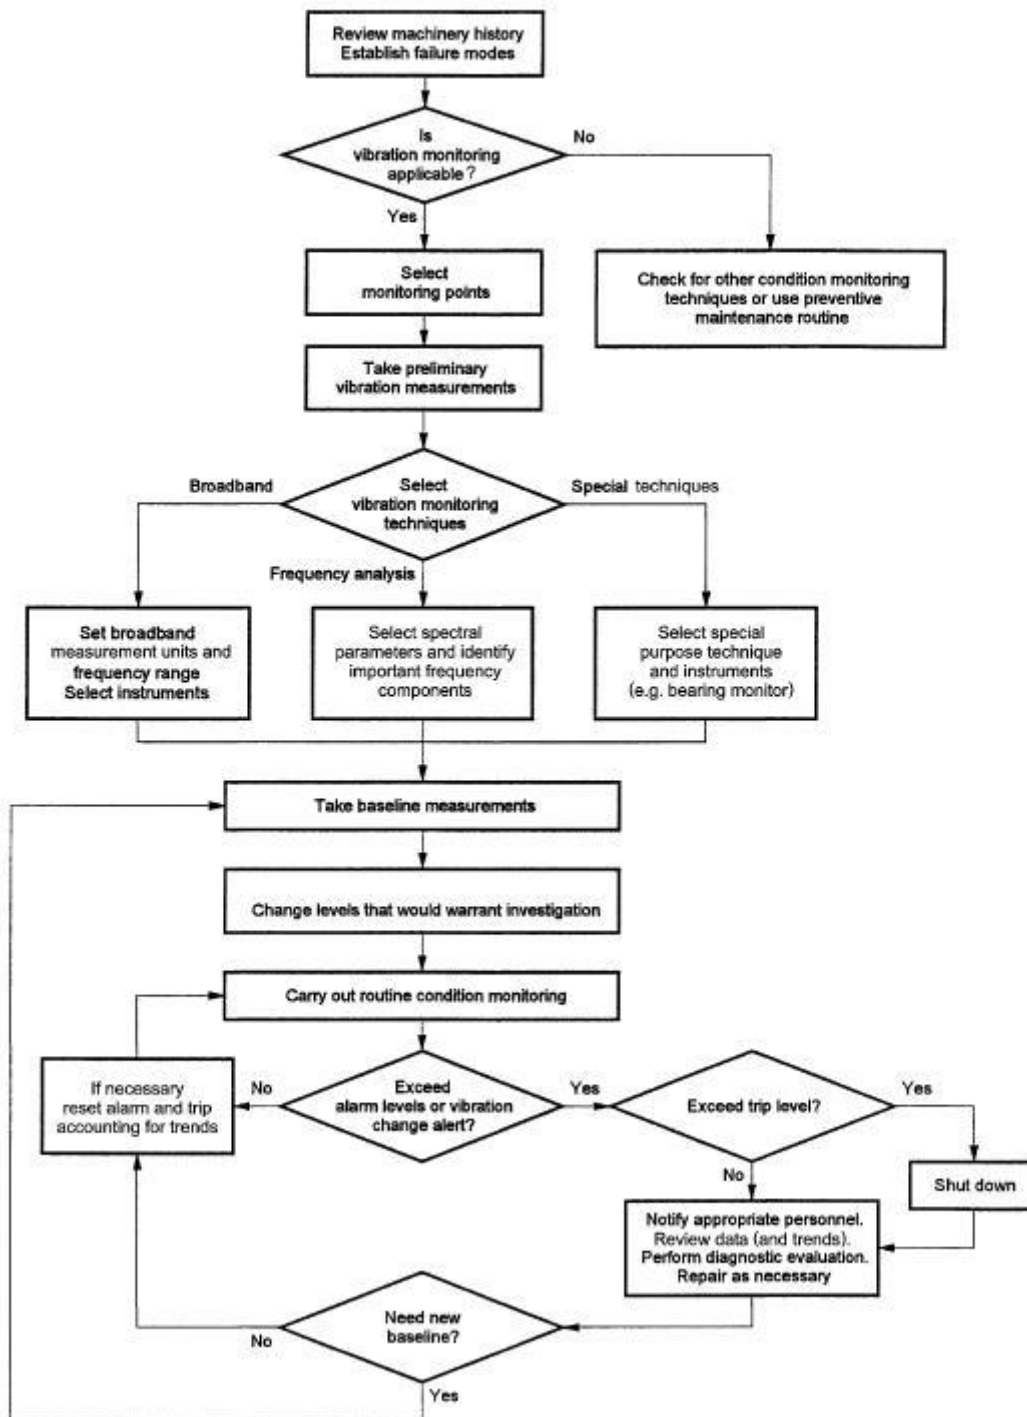 Review machinery history
Establish failure modes
Is
vibration monitoring
applicable?
No
Yes
Select
monitoring points
Check for other condition monitoring
techniques or use preventive
maintenance routine
Take preliminary
vibration measurements
Broadband
Select
vibration monitoring
techniques
Special techniques
Frequency analysis
Set broadband
measurement units and
frequency range
Select instruments
Select spectral
parameters and identify
important frequency
components
Select special
purpose technique
and instruments
(e.g. bearing monitor)
Take baseline measurements
Change levels that would warrant investigation
Carry out routine condition monitoring
If necessary
reset alarm and trip
accounting for trends
No
Exceed
alarm levels or vibration
change alert?
Yes
Exceed trip level?
Yes
No
Shut down
Notify appropriate personnel.
Review data (and trends).
Perform diagnostic evaluation.
Repair as necessary
Need new
baseline?
No
Yes